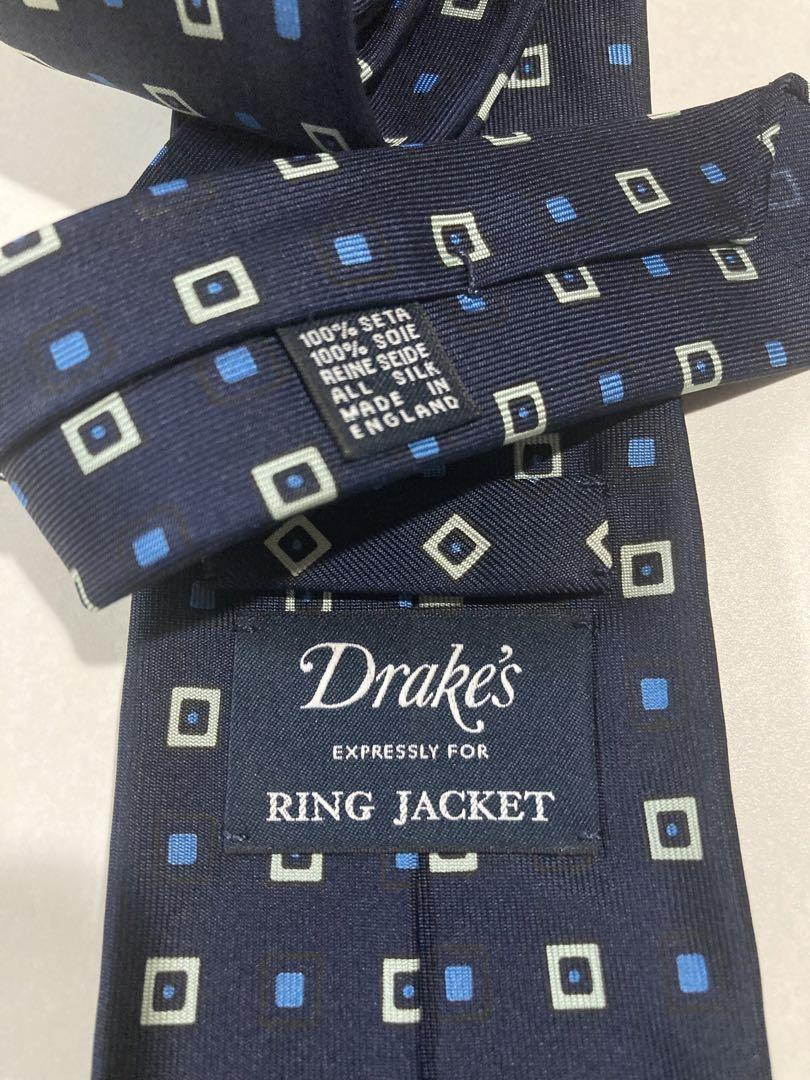 100% SETA
100% SOIE
REINE SEIDE
ALL SILK
MADE IN
ENGLAND
Drake's
EXPRESSLY FOR
RING JACKET